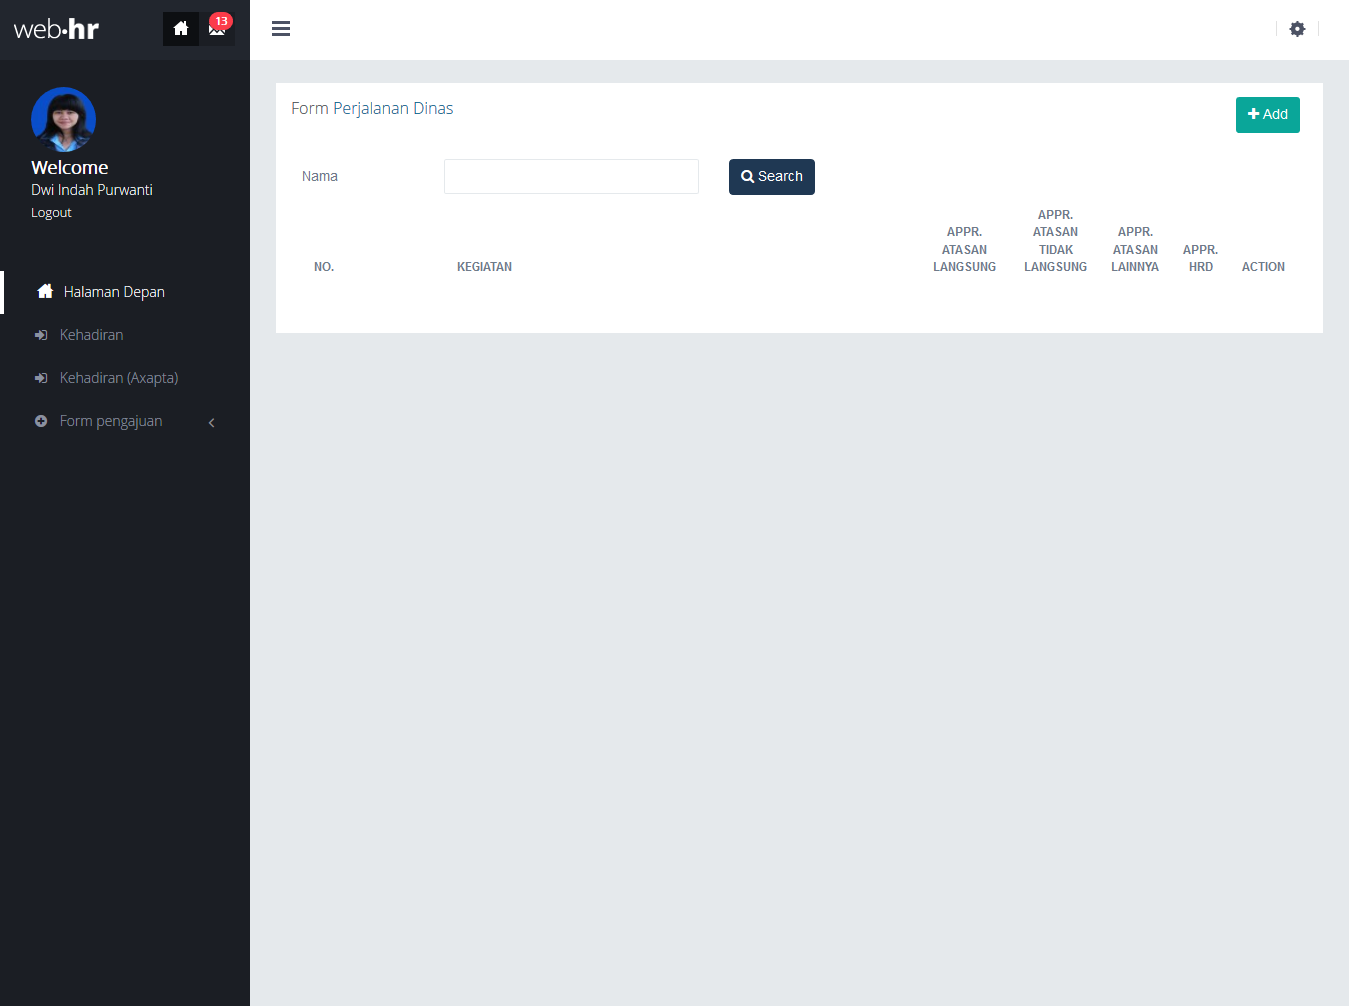 web·hr
13
Welcome
Dwi Indah Purwanti
Logout
Halaman Depan
Kehadiran
Kehadiran (Axapta)
Form pengajuan
Form Perjalanan Dinas
Add
Nama
Search
NO.
KEGIATAN
APPR.
ATASAN
LANGSUNG
APPR.
ATASAN
TIDAK
LANGSUNG
APPR.
ATASAN
LAINNYA
APPR.
HRD
ACTION